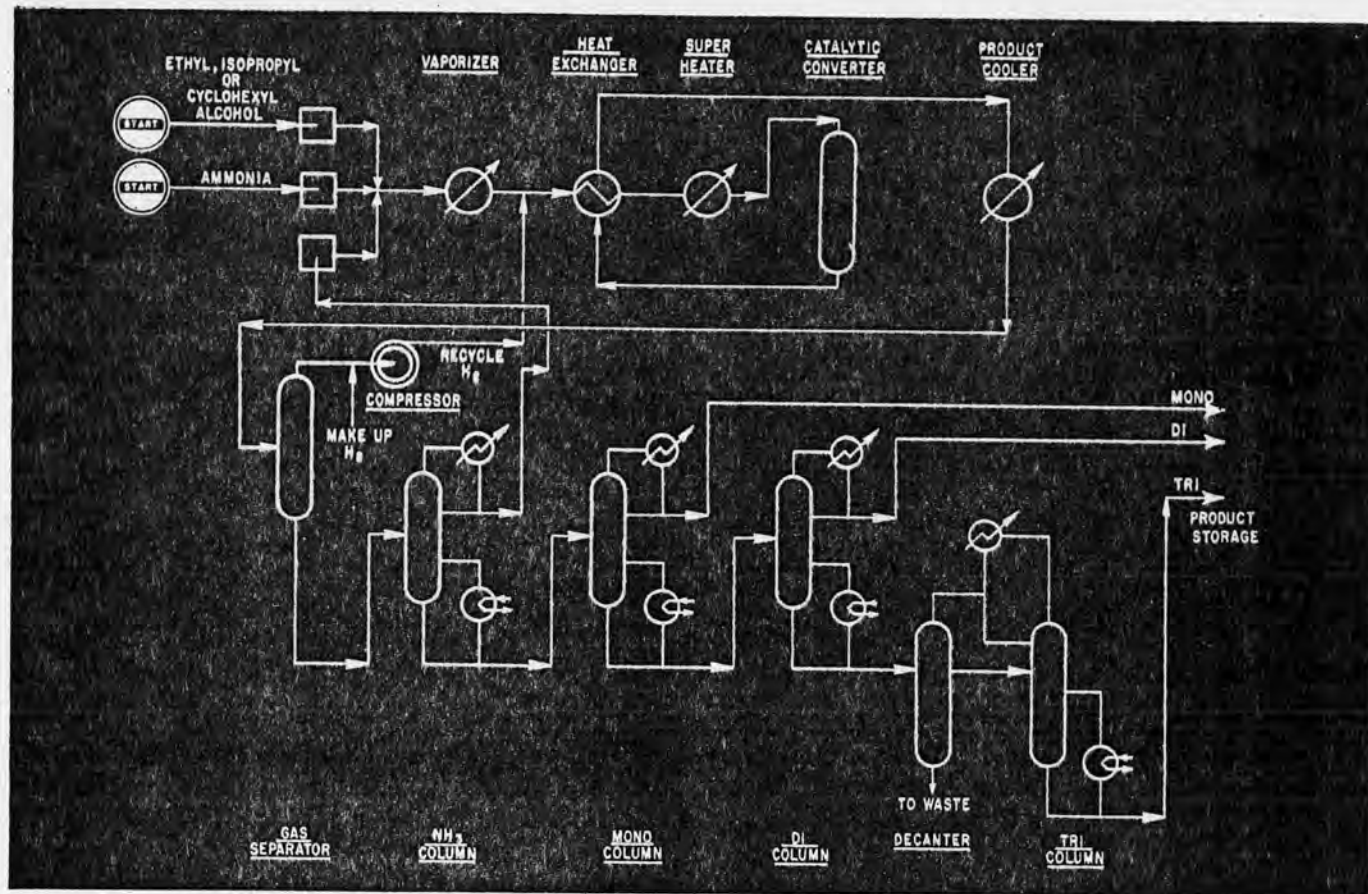 ETHYL, ISOPROPYL
OR
CYCLOHEXYL
ALCOHOL
VAPORIZER
HEAT
EXCHANGER
SUPER
HEATER
CATALYTIC
CONVERTER
PRODUCT
COOLER
START
START
AMMONIA
RECYCLE
H₂
COMPRESSOR
MAKE UP
H₂
MONO
DI
TRI
PRODUCT
STORAGE
TO WASTE
GAS
SEPARATOR
NH₃
COLUMN
MONO
COLUMN
DI
COLUMN
DECANTER
TRI
COLUMN